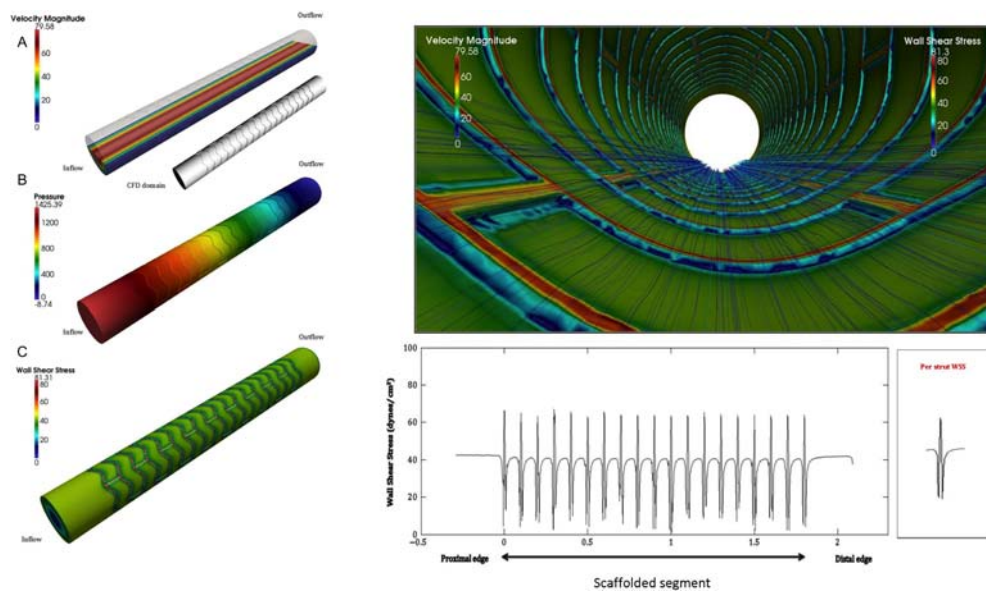 Velocity Magnitude
79.58
60
40
20
0
A
Outflow
Inflow
CFD domain
Outflow
B
Pressure
1425.39
1200
800
400
0
-8.74
Inflow
Outflow
C
Wall Shear Stress
81.31
80
60
40
20
0
Inflow
Velocity Magnitude
79.58
60
40
20
0
Wall Shear Stress
81.3
80
60
40
20
0
Wall Shear Stress (dynes/cm²)
100
80
60
40
20
0
-0.5
0
0.5
1
1.5
2
Proximal edge
Distal edge
Scaffolded segment
Per strut WSS